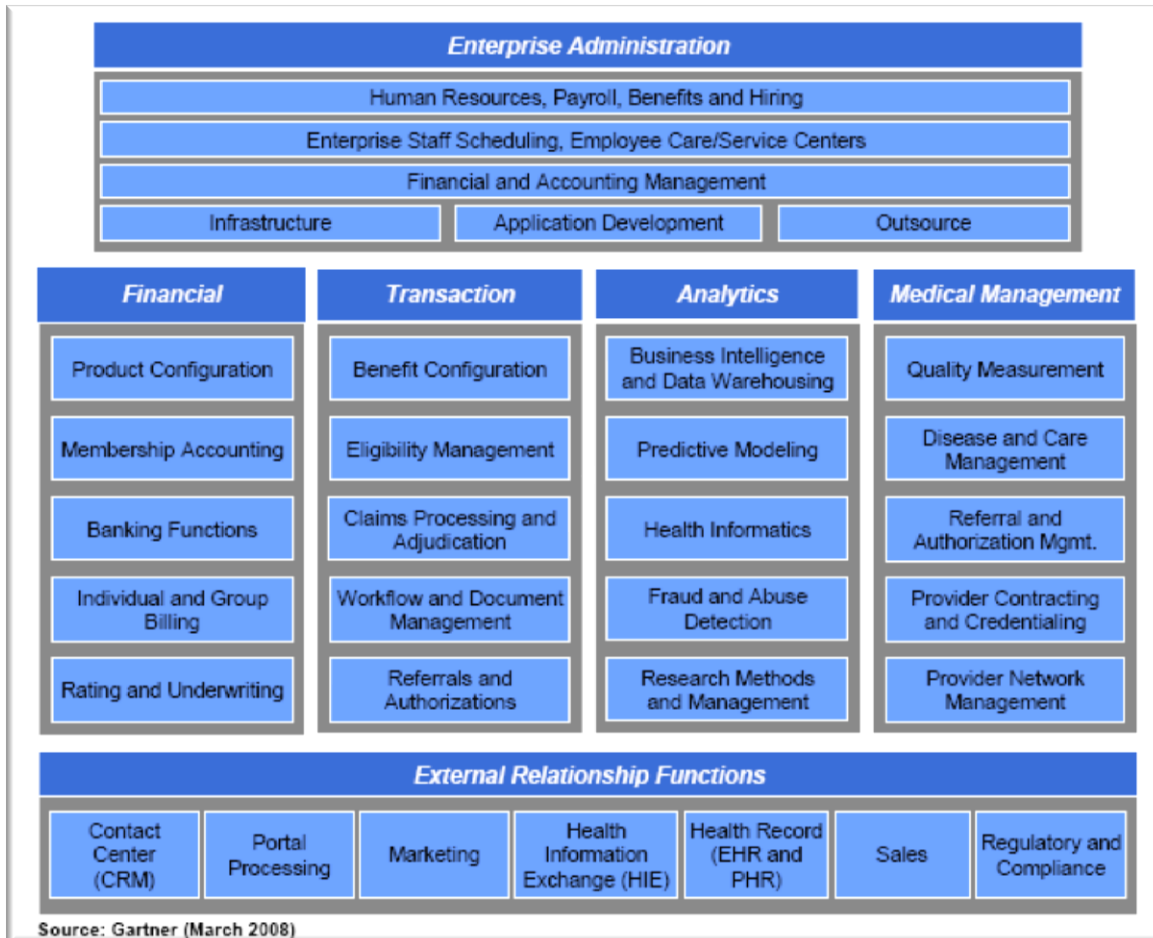 Enterprise Administration
Human Resources, Payroll, Benefits and Hiring
Enterprise Staff Scheduling, Employee Care/Service Centers
Financial and Accounting Management
Infrastructure
Application Development
Outsource
Financial
Product Configuration
Membership Accounting
Banking Functions
Individual and Group
Billing
Rating and Underwriting
Transaction
Benefit Configuration
Eligibility Management
Claims Processing and
Adjudication
Workflow and Document
Management
Referrals and
Authorizations
Analytics
Business Intelligence
and Data Warehousing
Predictive Modeling
Health Informatics
Fraud and Abuse
Detection
Research Methods
and Management
Medical Management
Quality Measurement
Disease and Care
Management
Referral and
Authorization Mgmt.
Provider Contracting
and Credentialing
Provider Network
Management
External Relationship Functions
Contact
Center
(CRM)
Portal
Processing
Marketing
Health
Information
Exchange (HIE)
Health Record
(EHR and
PHR)
Sales
Regulatory and
Compliance
Source: Gartner (March 2008)